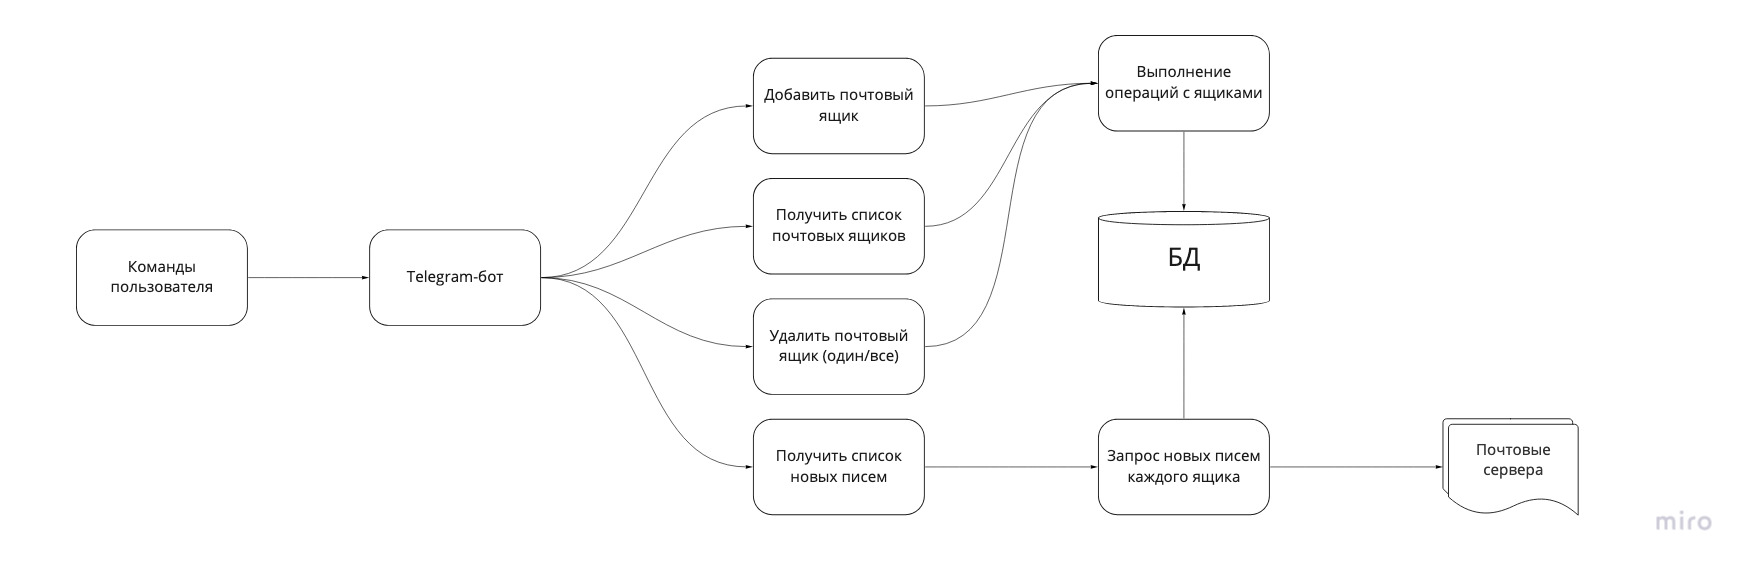 Команды
пользователя
Telegram-бот
Добавить почтовый
ящик
Получить список
почтовых ящиков
Удалить почтовый
ящик (один/все)
Получить список
новых писем
Выполнение
операций с ящиками
БД
Запрос новых писем
каждого ящика
Почтовые
сервера
miro